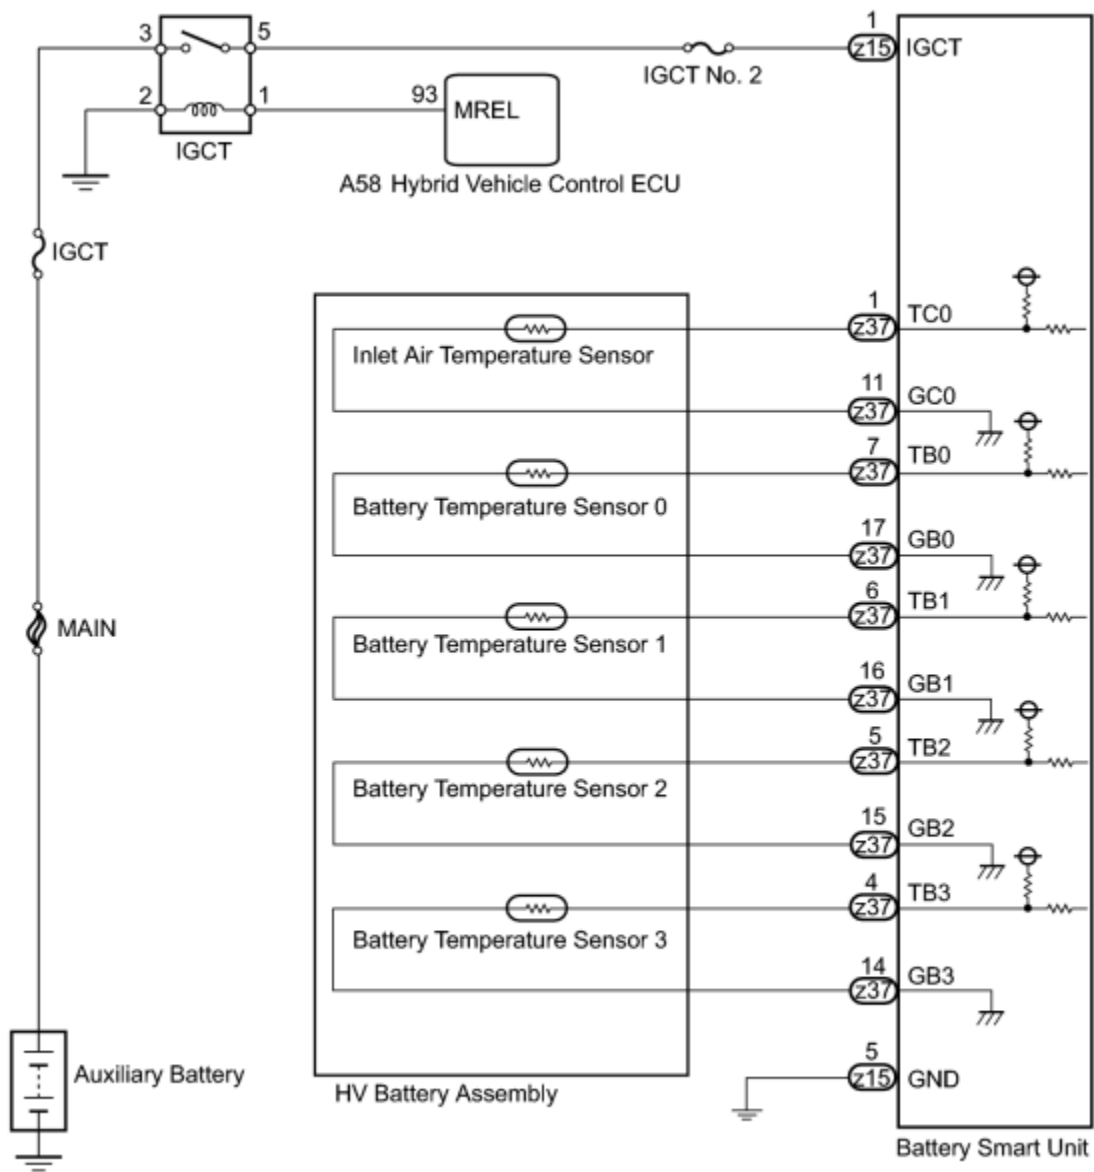 3
5
IGCT No. 2
1
z15
IGCT
2
1
IGCT
93
MREL
A58 Hybrid Vehicle Control ECU
IGCT
MAIN
Auxiliary Battery
Inlet Air Temperature Sensor
1
z37
TC0
11
z37
GC0
Battery Temperature Sensor 0
7
z37
TB0
17
z37
GB0
Battery Temperature Sensor 1
6
z37
TB1
16
z37
GB1
Battery Temperature Sensor 2
5
z37
TB2
15
z37
GB2
Battery Temperature Sensor 3
4
z37
TB3
14
z37
GB3
HV Battery Assembly
5
z15
GND
Battery Smart Unit